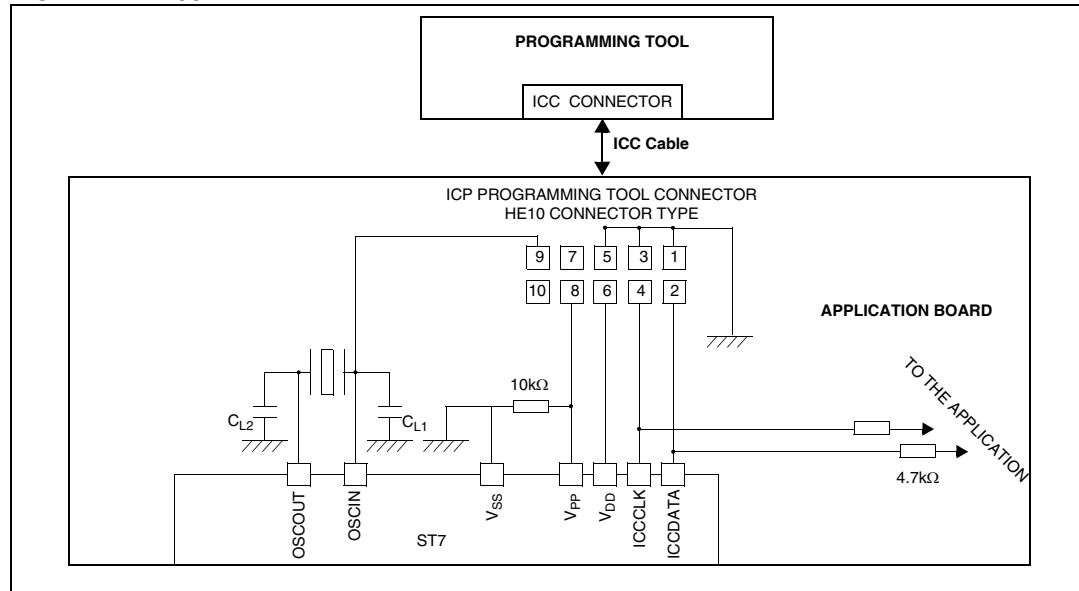 PROGRAMMING TOOL
ICC CONNECTOR
ICC Cable
ICP PROGRAMMING TOOL CONNECTOR
HE10 CONNECTOR TYPE
9 7 5 3 1
10 8 6 4 2
APPLICATION BOARD
TO THE APPLICATION
10kΩ
CL2
CL1
4.7kΩ
OSCOUT
OSCIN
VSS
VPP
VDD
ICCCLK
ICCDATA
ST7